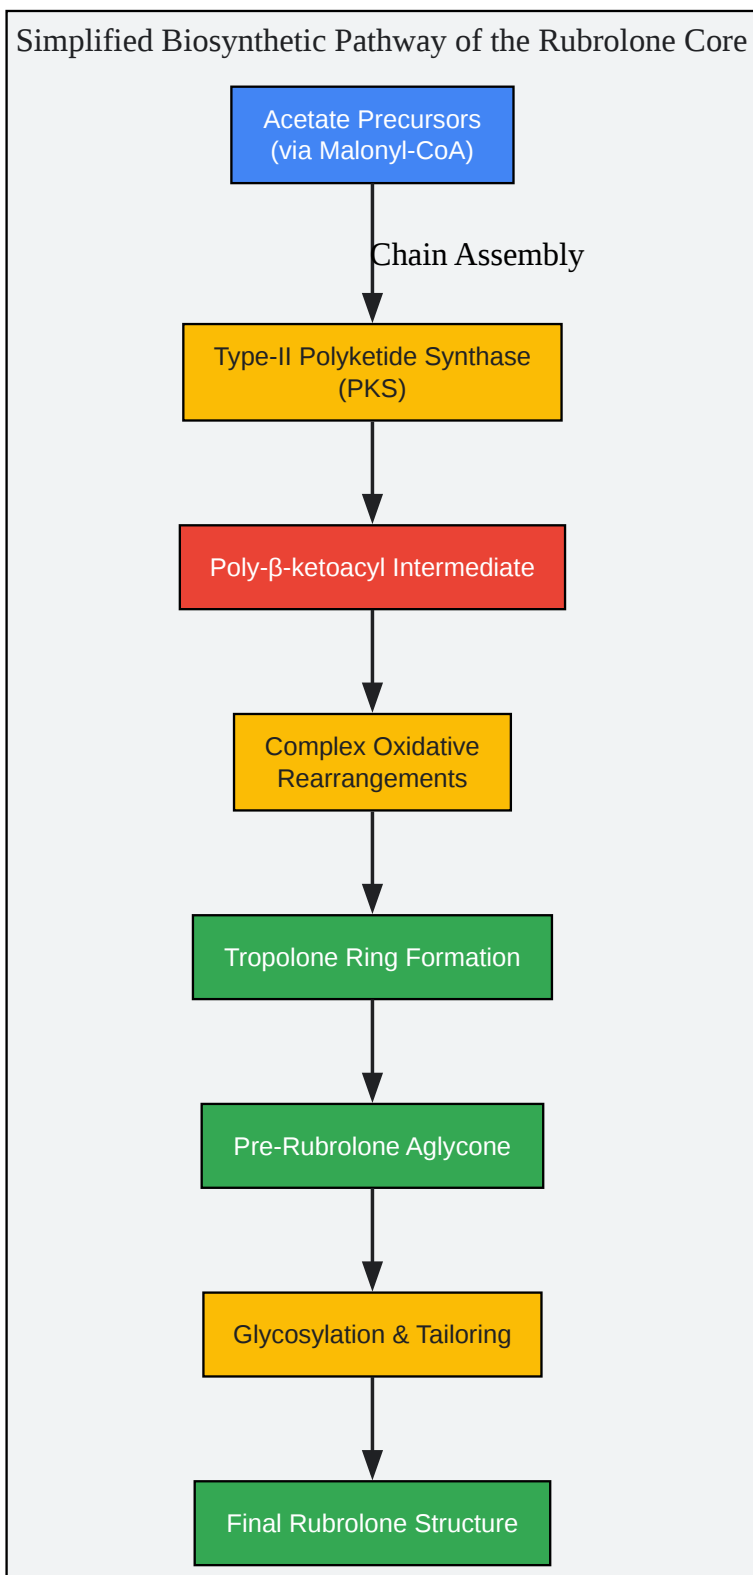 Simplified Biosynthetic Pathway of the Rubrolone Core
Acetate Precursors
(via Malonyl-CoA)
Chain Assembly
Type-II Polyketide Synthase
(PKS)
Poly-β-ketoacyl Intermediate
Complex Oxidative
Rearrangements
Tropolone Ring Formation
Pre-Rubrolone Aglycone
Glycosylation & Tailoring
Final Rubrolone Structure